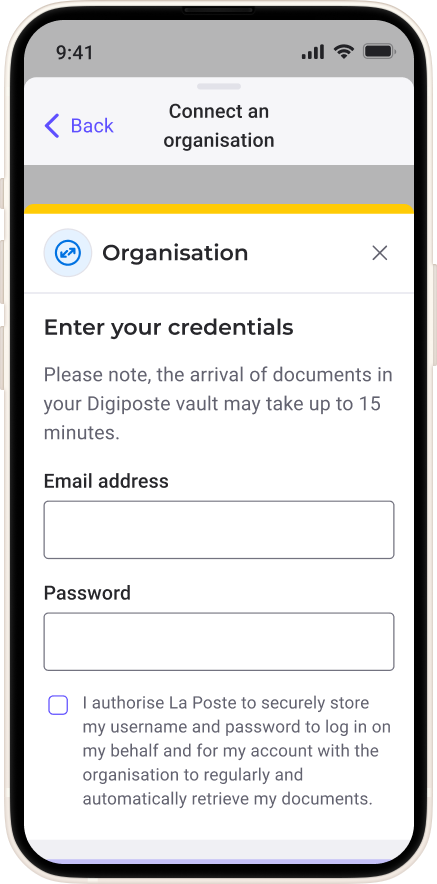 9:41
Back
Connect an
organisation
Organisation
Enter your credentials
Please note, the arrival of documents in
your Digiposte vault may take up to 15
minutes.
Email address
Password
I authorise La Poste to securely store
my username and password to log in on
my behalf and for my account with the
organisation to regularly and
automatically retrieve my documents.